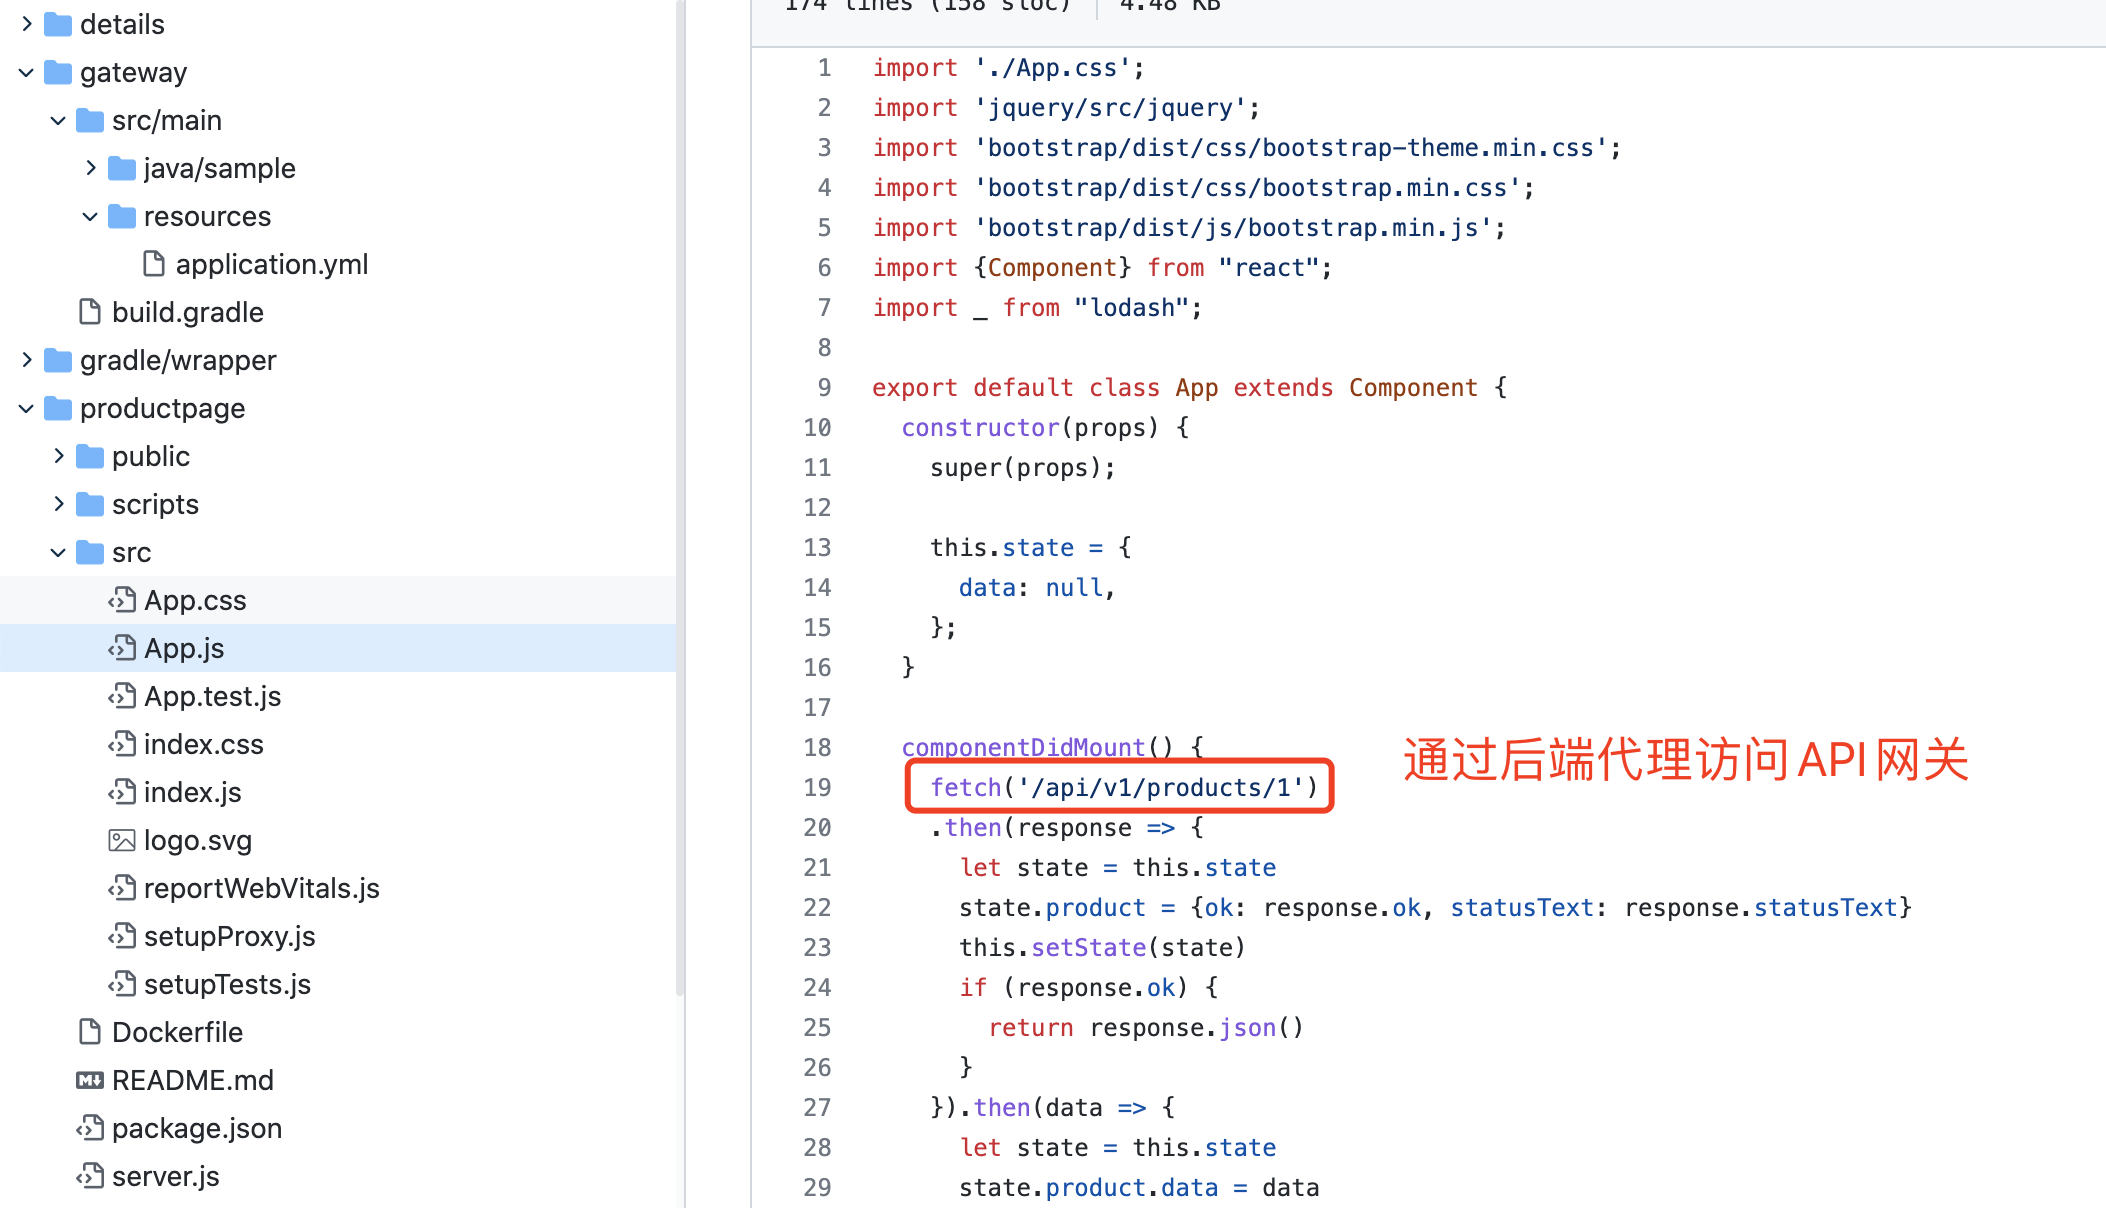 details
gateway
src/main
java/sample
resources
application.yml
build.gradle
gradle/wrapper
productpage
public
scripts
src
App.css
App.js
App.test.js
index.css
index.js
logo.svg
reportWebVitals.js
setupProxy.js
setupTests.js
Dockerfile
README.md
package.json
server.js
174 lines (158 sloc) 4.48 KB
1 import './App.css';
2 import 'jquery/src/jquery';
3 import 'bootstrap/dist/css/bootstrap-theme.min.css';
4 import 'bootstrap/dist/css/bootstrap.min.css';
5 import 'bootstrap/dist/js/bootstrap.min.js';
6 import {Component} from "react";
7 import _ from "lodash";
8
9 export default class App extends Component {
10 constructor(props) {
11 super(props);
12
13 this.state = {
14 data: null,
15 };
16 }
17
18 componentDidMount() {
通过后端代理访问API网关
19 fetch('/api/v1/products/1')
20 .then(response => {
21 let state = this.state
22 state.product = {ok: response.ok, statusText: response.statusText}
23 this.setState(state)
24 if (response.ok) {
25 return response.json()
26 }
27 }).then(data => {
28 let state = this.state
29 state.product.data = data